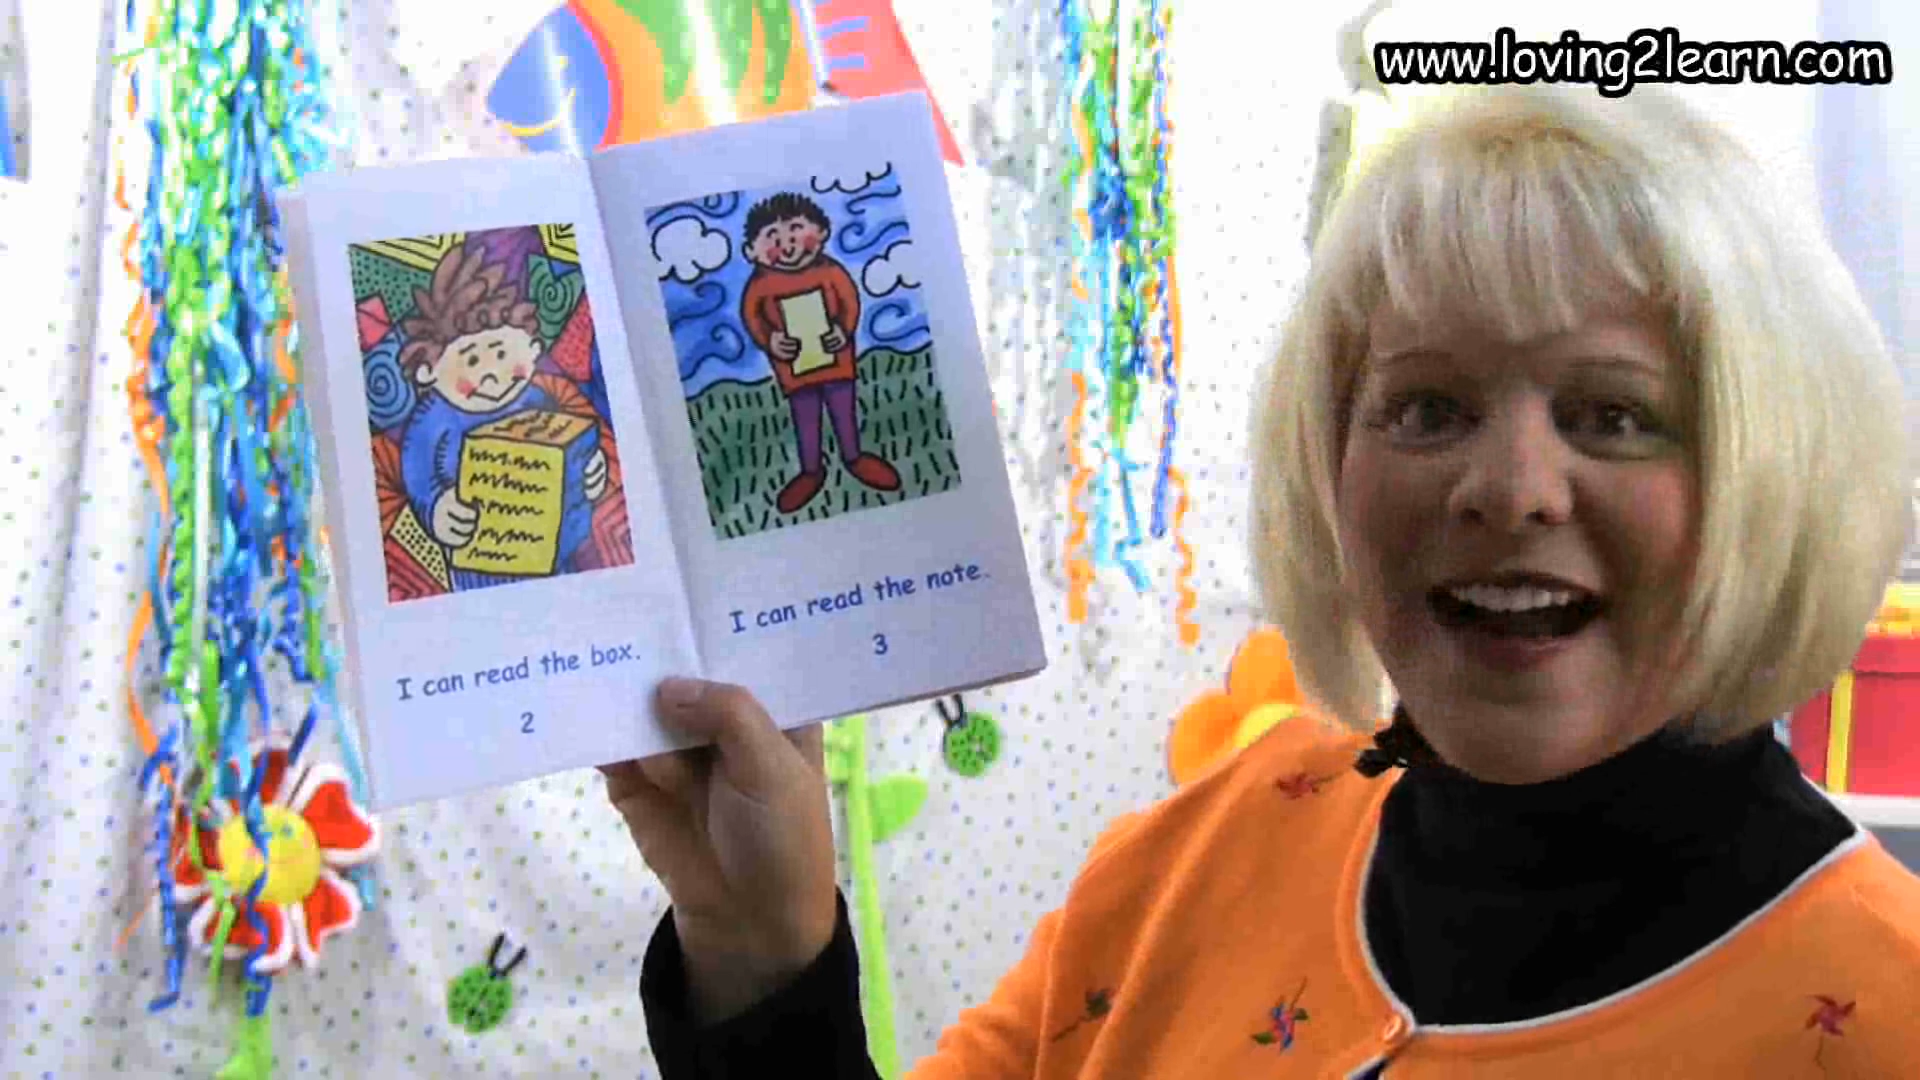 www.loving2learn.com
I can read the box.
2
I can read the note.
3